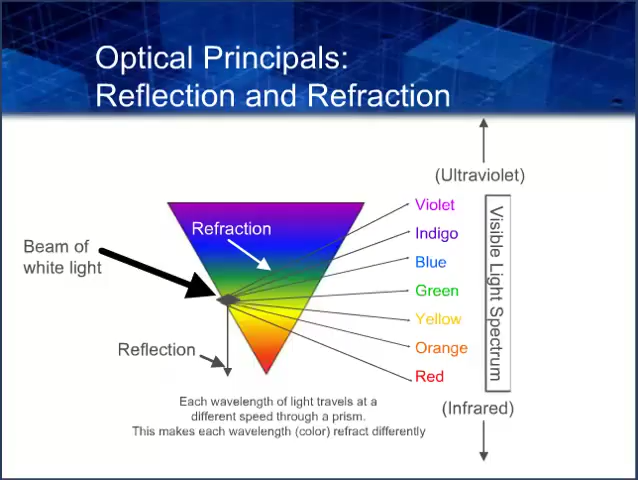 Optical Principals:
Reflection and Refraction
(Ultraviolet)
Violet
Refraction
Indigo
Beam of
white light
Blue
Green
Yellow
Reflection
Orange
Red
Visible Light Spectrum
Each wavelength of light travels at a
different speed through a prism.
This makes each wavelength (color) refract differently
(Infrared)